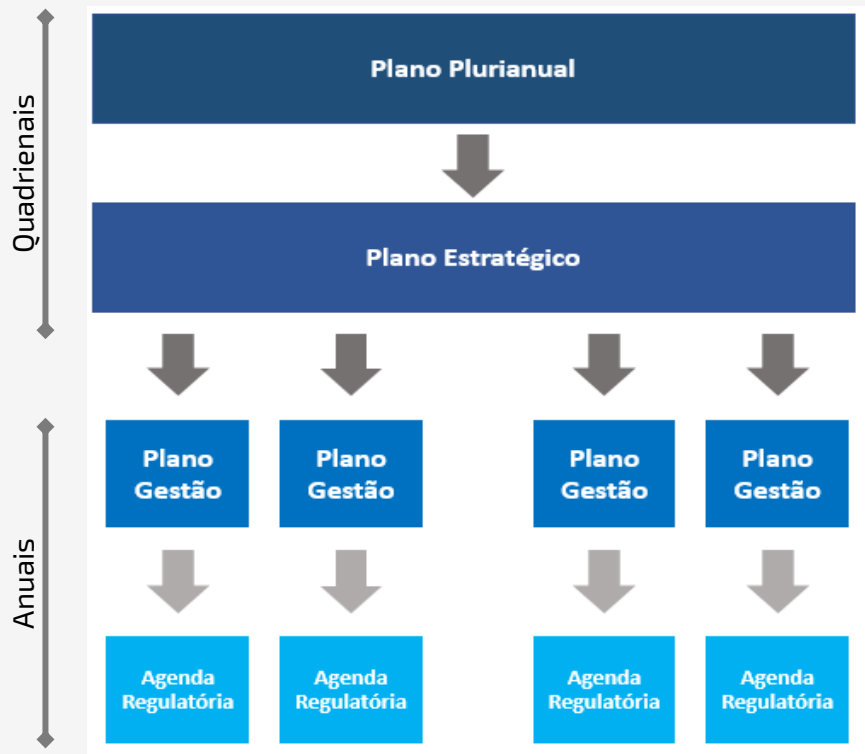 Quadrienais
Plano Plurianual
Plano Estratégico
Anuais
Plano
Gestão
Plano
Gestão
Plano
Gestão
Plano
Gestão
Agenda
Regulatória
Agenda
Regulatória
Agenda
Regulatória
Agenda
Regulatória